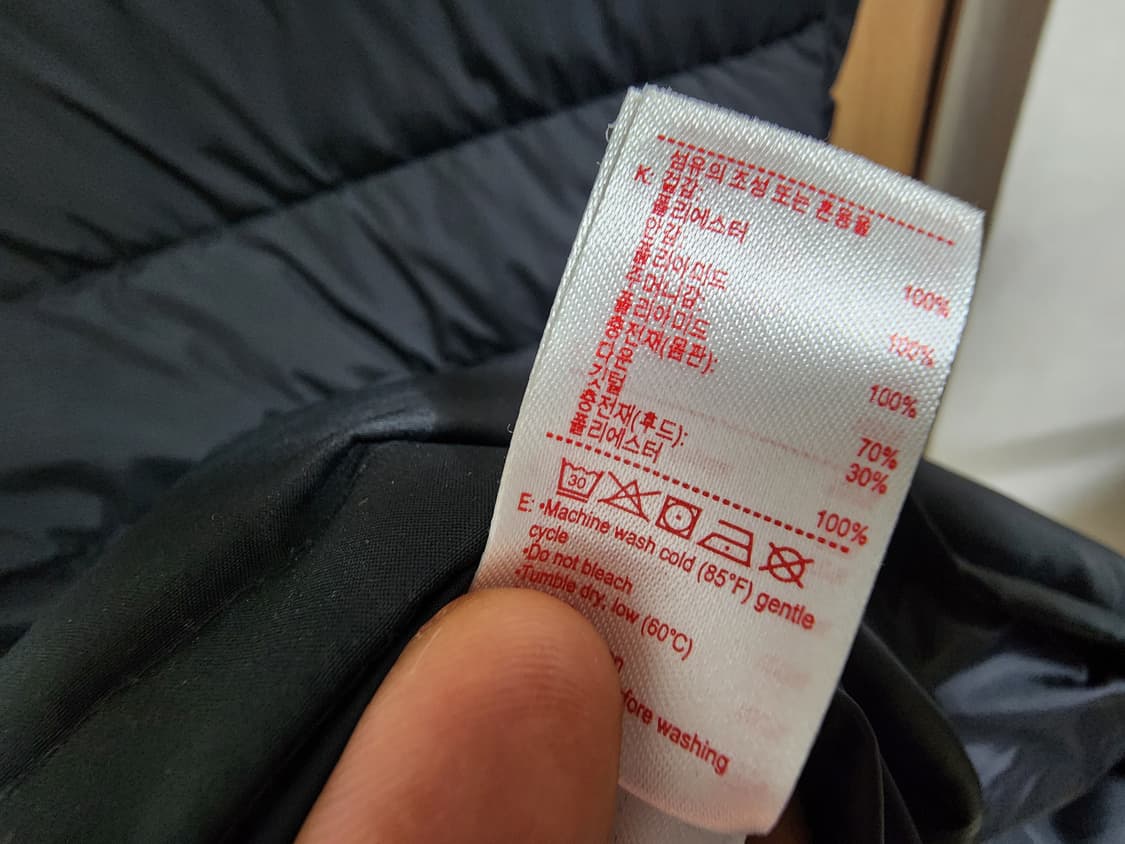 섬유의 조성 또는 혼용율
K: 겉감:
폴리에스터 100%
안감:
폴리아미드 100%
주머니감:
폴리아미드 100%
충전재(몸판):
다운 70%
깃털 30%
충전재(후드):
폴리에스터 100%
30
E: •Machine wash cold (85°F) gentle
cycle
•Do not bleach
•Tumble dry, low (60°C)
before washing